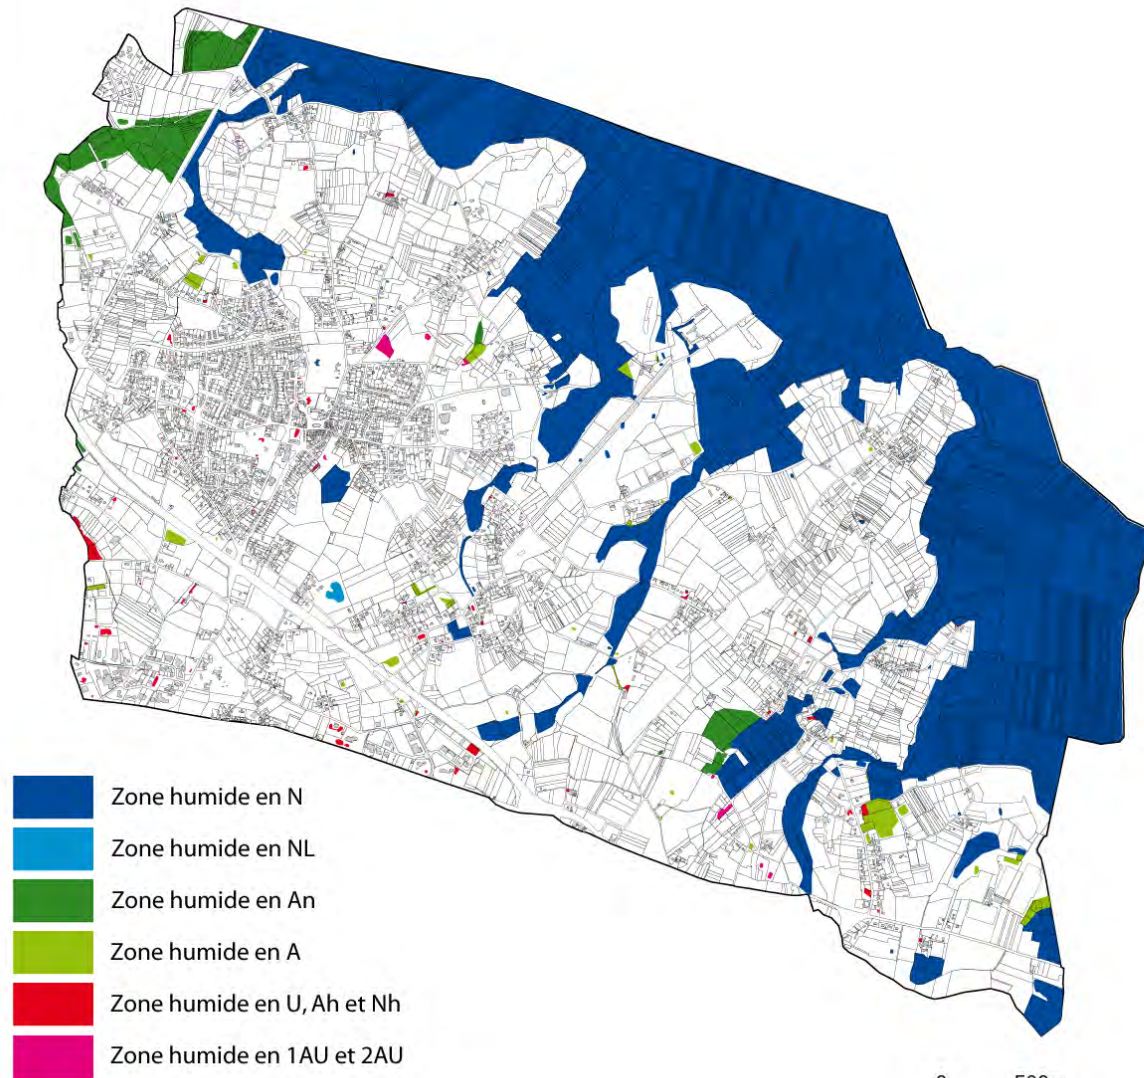 Zone humide en N
Zone humide en NL
Zone humide en An
Zone humide en A
Zone humide en U, Ah et Nh
Zone humide en 1AU et 2AU